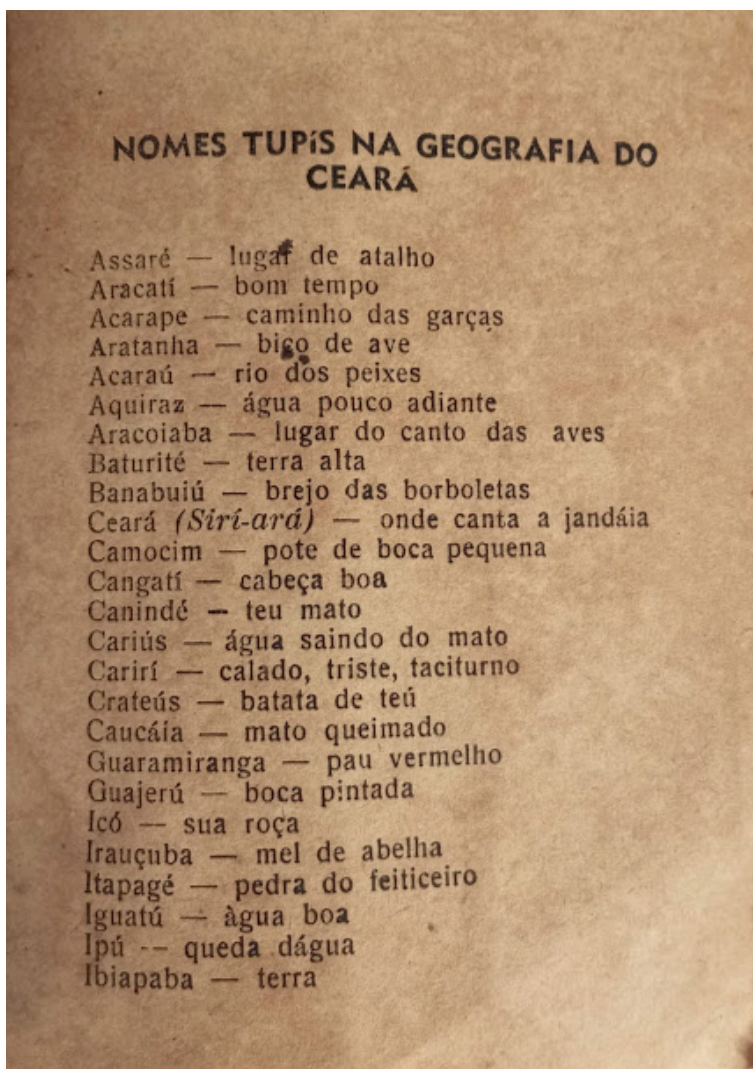 NOMES TUPíS NA GEOGRAFIA DO
CEARÁ
Assaré — lugar de atalho
Aracatí — bom tempo
Acarape — caminho das garças
Aratanha — bico de ave
Acaraú — rio dos peixes
Aquiraz — água pouco adiante
Aracoiaba — lugar do canto das aves
Baturité — terra alta
Banabuiú — brejo das borboletas
Ceará (Sirí-ará) — onde canta a jandáia
Camocim — pote de boca pequena
Cangatí — cabeça boa
Canindé — teu mato
Cariús — água saindo do mato
Carirí — calado, triste, taciturno
Crateús — batata de teú
Caucáia — mato queimado
Guaramiranga — pau vermelho
Guajerú — boca pintada
Icó — sua roça
Irauçuba — mel de abelha
Itapagé — pedra do feiticeiro
Iguatú — àgua boa
Ipú -- queda dágua
Ibiapaba — terra